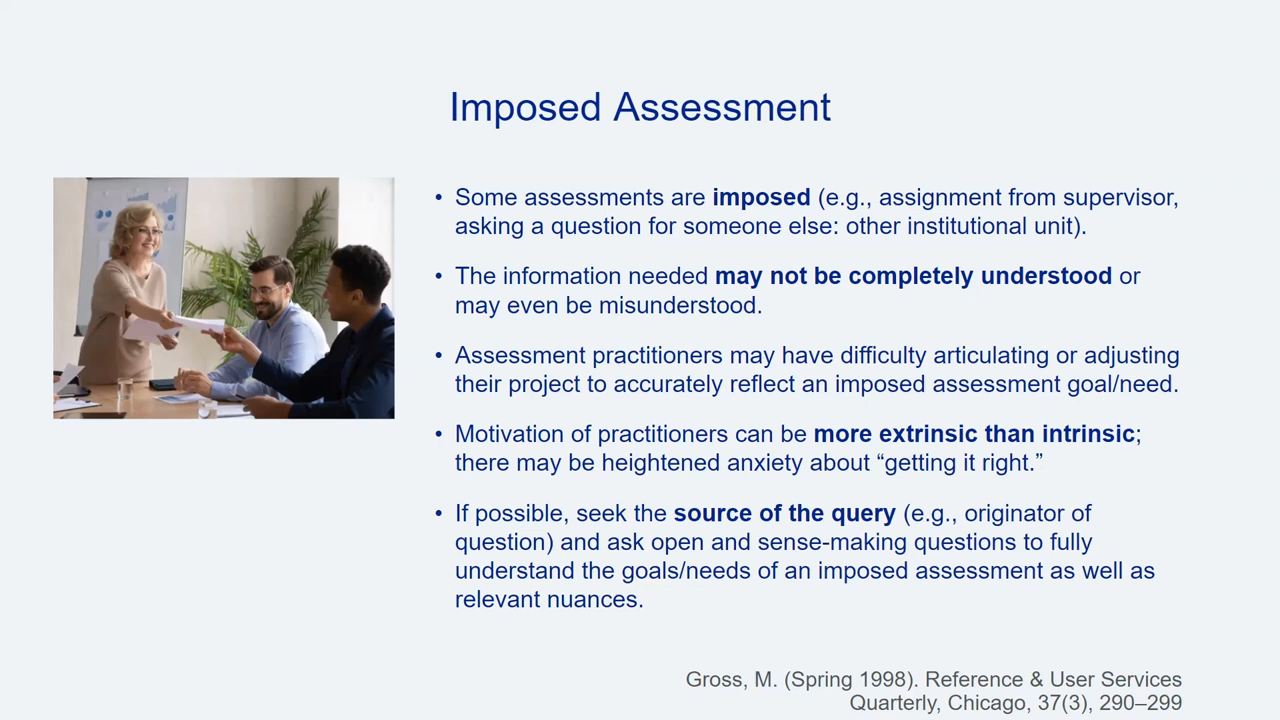 Imposed Assessment
• Some assessments are imposed (e.g., assignment from supervisor,
asking a question for someone else: other institutional unit).
• The information needed may not be completely understood or
may even be misunderstood.
• Assessment practitioners may have difficulty articulating or adjusting
their project to accurately reflect an imposed assessment goal/need.
• Motivation of practitioners can be more extrinsic than intrinsic;
there may be heightened anxiety about “getting it right.”
• If possible, seek the source of the query (e.g., originator of
question) and ask open and sense-making questions to fully
understand the goals/needs of an imposed assessment as well as
relevant nuances.
Gross, M. (Spring 1998). Reference & User Services
Quarterly, Chicago, 37(3), 290–299